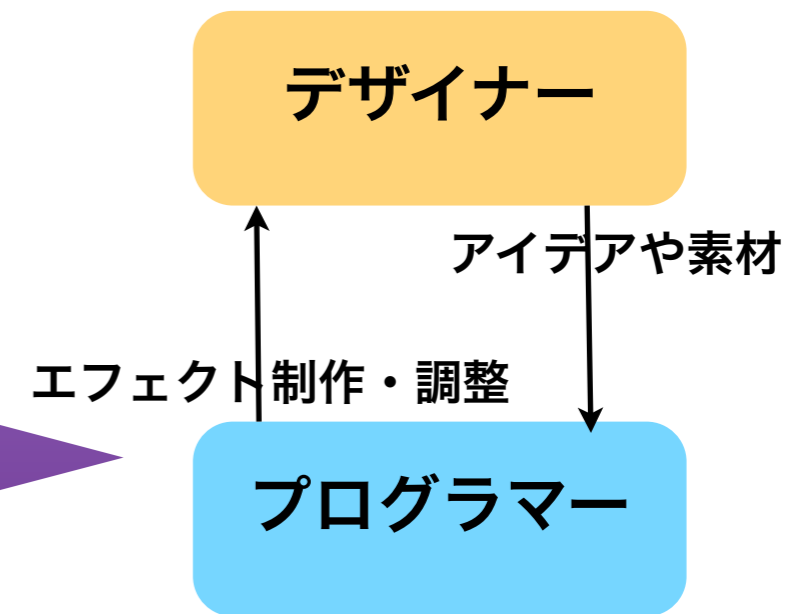 デザイナー
アイデアや素材
エフェクト制作・調整
プログラマー